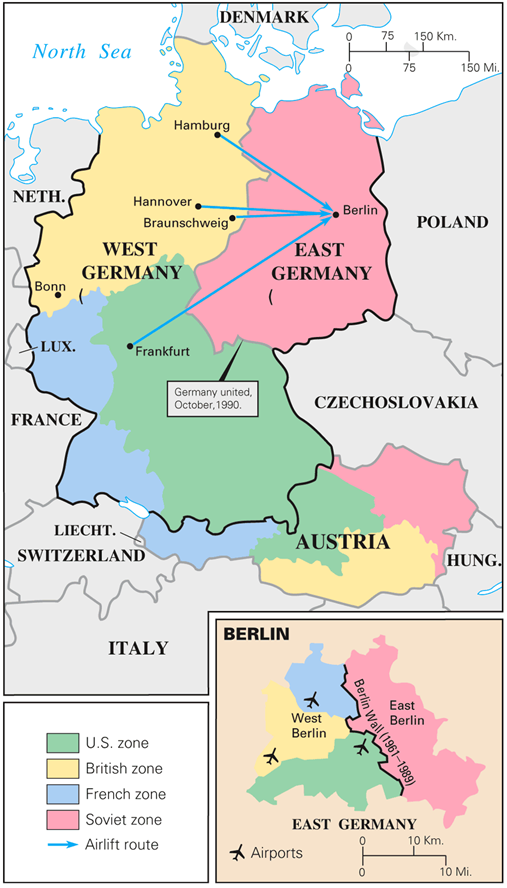 DENMARK
North Sea
0 75 150 Km.
0 75 150 Mi.
Hamburg
NETH.
Hannover
Braunschweig
Berlin
POLAND
WEST
GERMANY
EAST
GERMANY
(
(
Bonn
LUX.
Frankfurt
Germany united,
October, 1990.
FRANCE
CZECHOSLOVAKIA
LIECHT.
SWITZERLAND
AUSTRIA
HUNG.
ITALY
U.S. zone
British zone
French zone
Soviet zone
Airlift route
BERLIN
West
Berlin
East
Berlin
Berlin Wall (1961–1989)
EAST GERMANY
Airports
0 10 Km.
0 10 Mi.